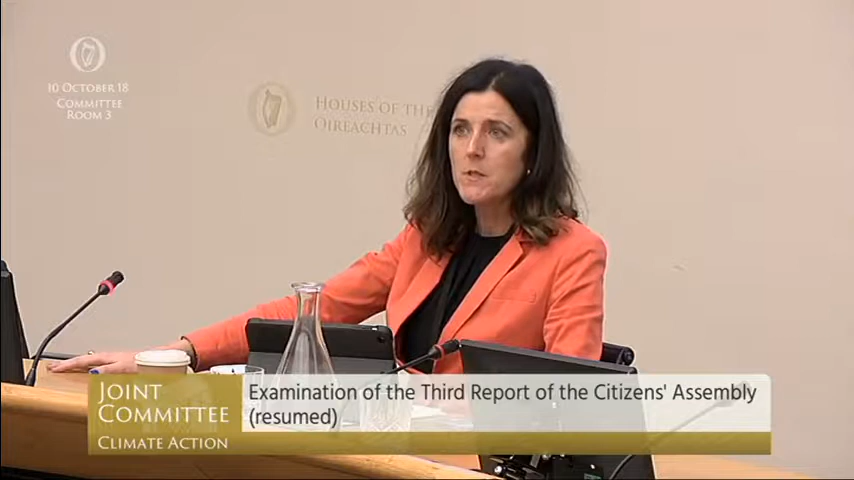 10 October 18
Committee
Room 3
Houses of the
Oireachtas
Joint
Committee
Climate Action
Examination of the Third Report of the Citizens' Assembly
(resumed)